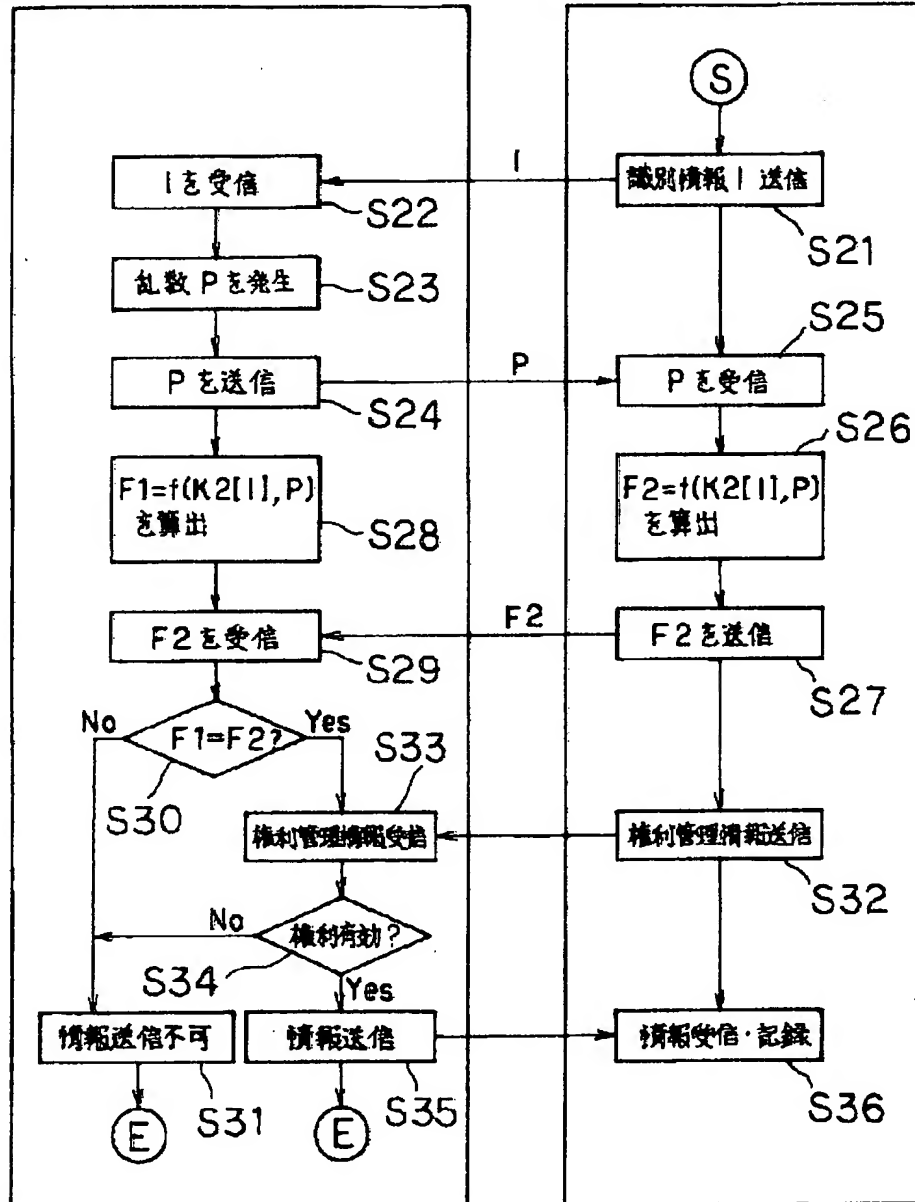 S
I
Iを受信
識別情報I 送信
S22
S21
乱数Pを発生
S23
S25
P
Pを送信
Pを受信
S24
S26
F1=f(K2[I],P)
を算出
F2=f(K2[I],P)
を算出
S28
F2
F2を受信
F2を送信
S29
S27
No
F1=F2?
Yes
S33
S30
権利管理情報受信
権利管理情報送信
S32
No
権利有効?
S34
Yes
情報送信不可
情報送信
情報受信・記録
S31
S35
S36
E
E